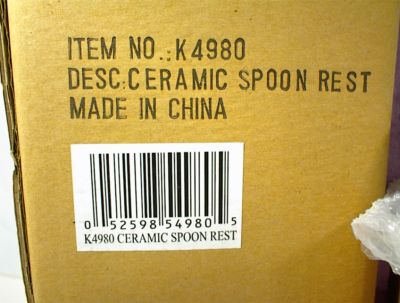 ITEM NO.:K4980
DESC:CERAMIC SPOON REST
MADE IN CHINA
0 52598 54980 5
K4980 CERAMIC SPOON REST